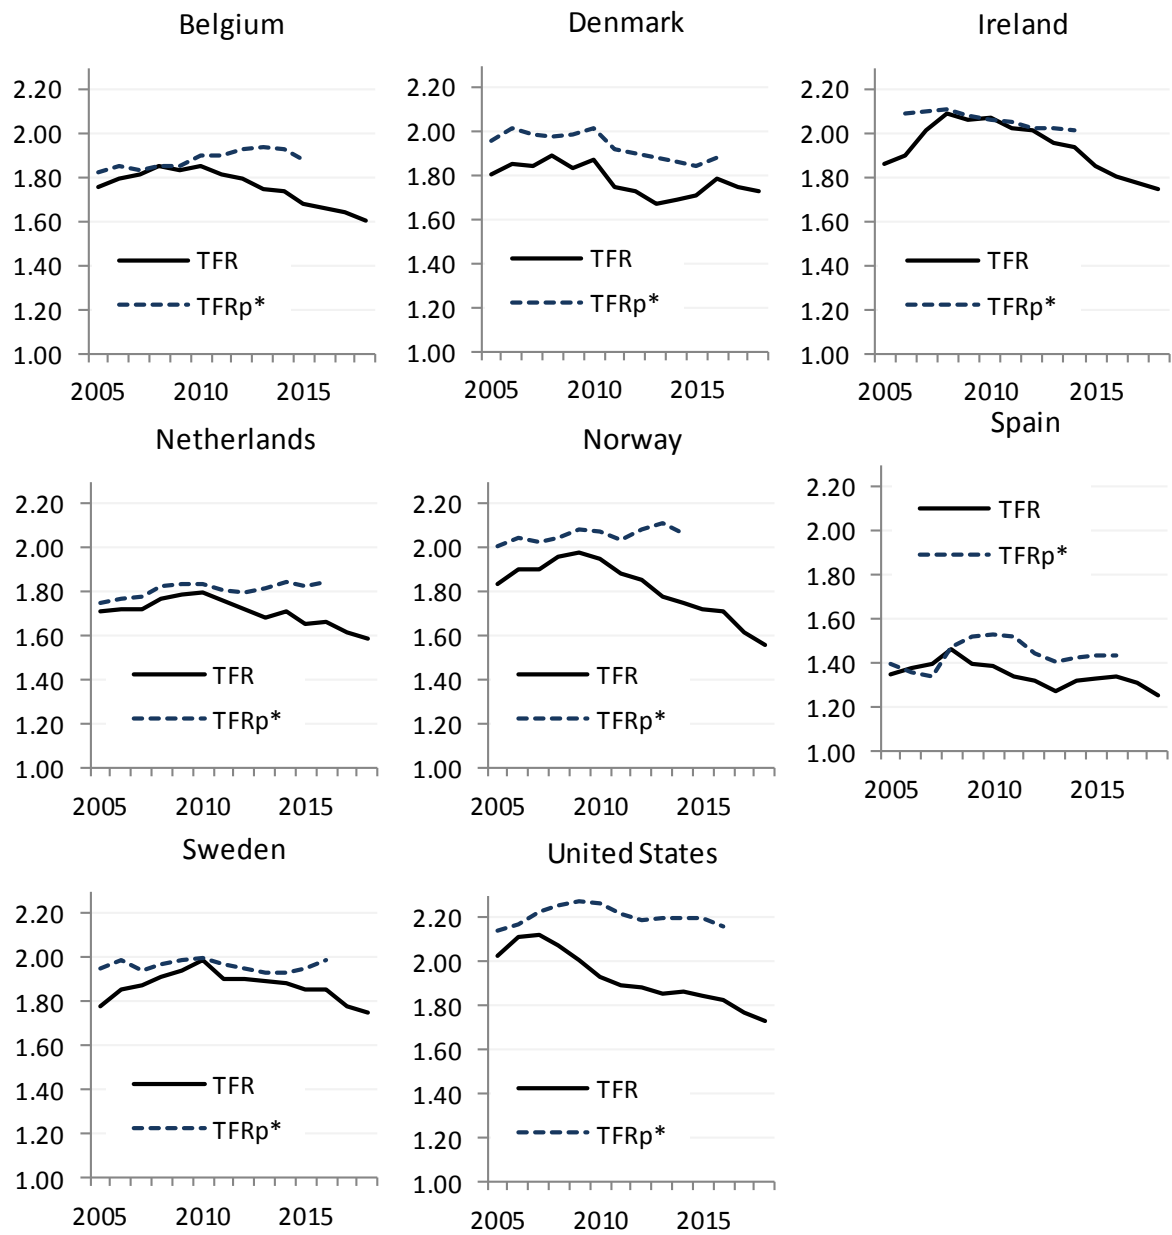 Belgium
2.20
2.00
1.80
1.60
1.40
1.20
1.00
TFR
TFRp*
2005 2010 2015
Denmark
2.20
2.00
1.80
1.60
1.40
1.20
1.00
TFR
TFRp*
2005 2010 2015
Ireland
2.20
2.00
1.80
1.60
1.40
1.20
1.00
TFR
TFRp*
2005 2010 2015
Netherlands
2.20
2.00
1.80
1.60
1.40
1.20
1.00
TFR
TFRp*
2005 2010 2015
Norway
2.20
2.00
1.80
1.60
1.40
1.20
1.00
TFR
TFRp*
2005 2010 2015
Spain
2.20
2.00
1.80
1.60
1.40
1.20
1.00
TFR
TFRp*
2005 2010 2015
Sweden
2.20
2.00
1.80
1.60
1.40
1.20
1.00
TFR
TFRp*
2005 2010 2015
United States
2.20
2.00
1.80
1.60
1.40
1.20
1.00
TFR
TFRp*
2005 2010 2015